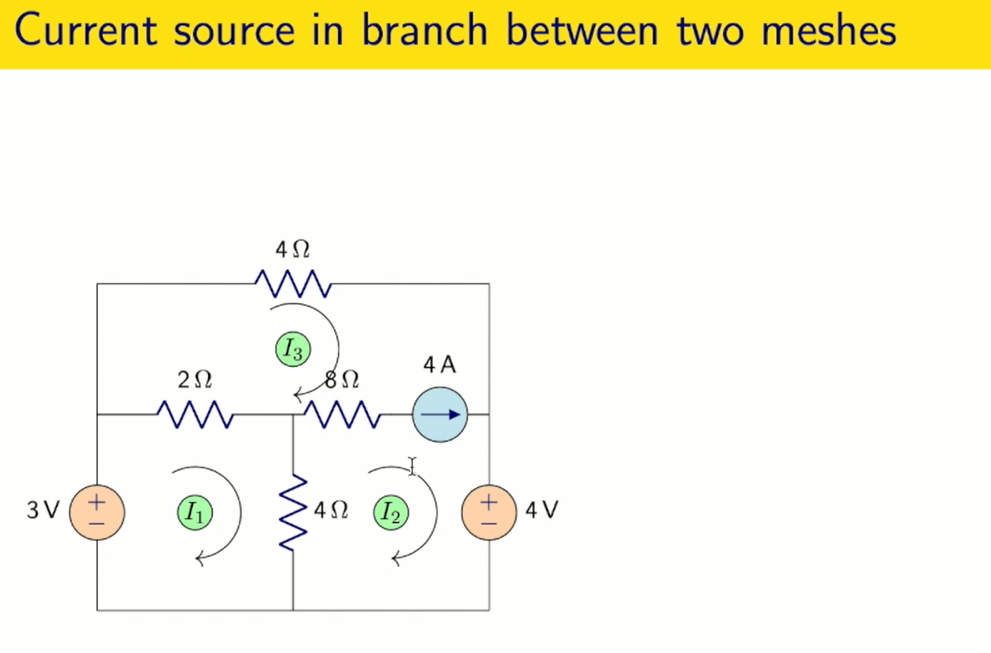 Current source in branch between two meshes
4 Ω
I₃
2 Ω
8 Ω
4 A
3 V
+
−
I₁
4 Ω
I₂
+
−
4 V